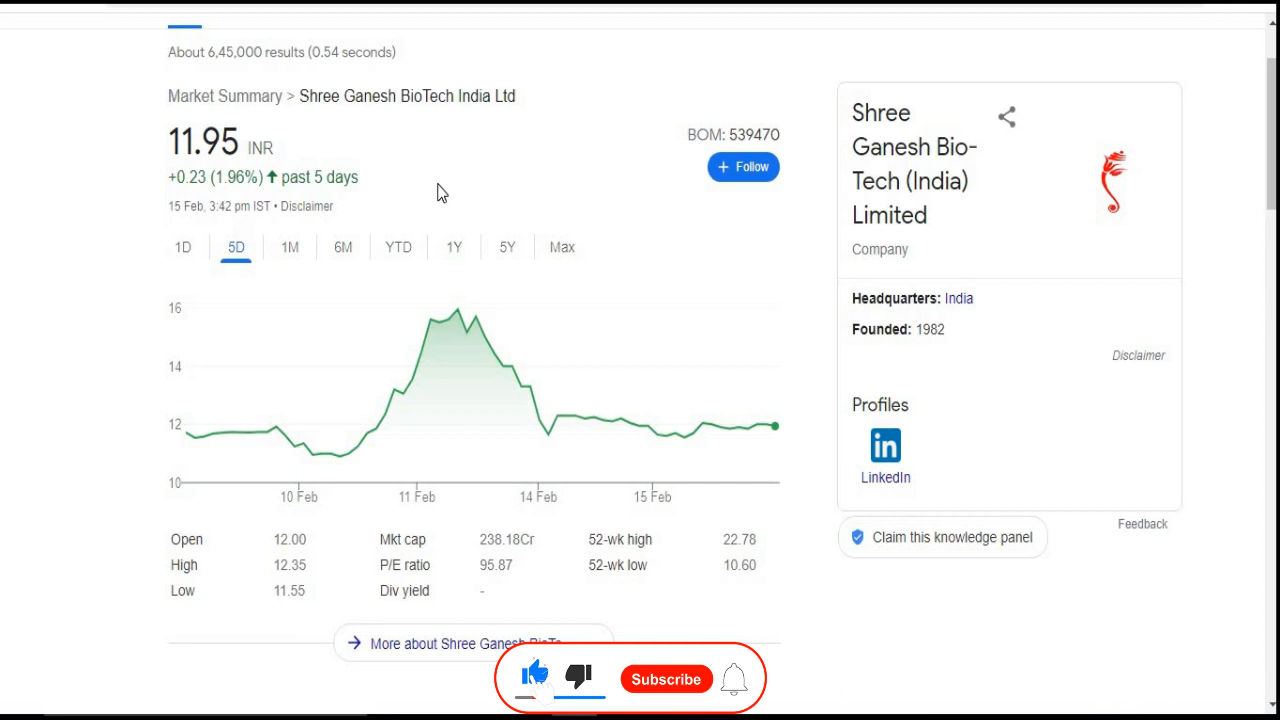 About 6,45,000 results (0.54 seconds)
Market Summary > Shree Ganesh BioTech India Ltd
11.95 INR
BOM: 539470
+0.23 (1.96%) ↑ past 5 days
+ Follow
15 Feb, 3:42 pm IST • Disclaimer
1D 5D 1M 6M YTD 1Y 5Y Max
16
14
12
10
10 Feb 11 Feb 14 Feb 15 Feb
Open 12.00 Mkt cap 238.18Cr 52-wk high 22.78
High 12.35 P/E ratio 95.87 52-wk low 10.60
Low 11.55 Div yield -
More about Shree Ganesh
Shree
Ganesh Bio-
Tech (India)
Limited
Company
Headquarters: India
Founded: 1982
Disclaimer
Profiles
in
LinkedIn
Feedback
Claim this knowledge panel
Subscribe